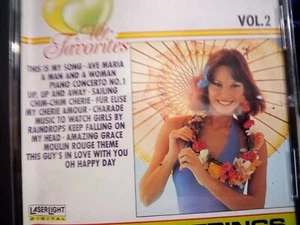 My
VOL.2
Favorites
THIS IS MY SONG - AVE MARIA
A MAN AND A WOMAN
PIANO CONCERTO NO.1
UP, UP AND AWAY - SAILING
CHIM-CHIM CHERIE - FUR ELISE
MY CHERIE AMOUR - CHARADE
MUSIC TO WATCH GIRLS BY
RAINDROPS KEEP FALLING ON
MY HEAD - AMAZING GRACE
MOULIN ROUGE THEME
THIS GUY'S IN LOVE WITH YOU
OH HAPPY DAY
LASERLIGHT
DIGITAL